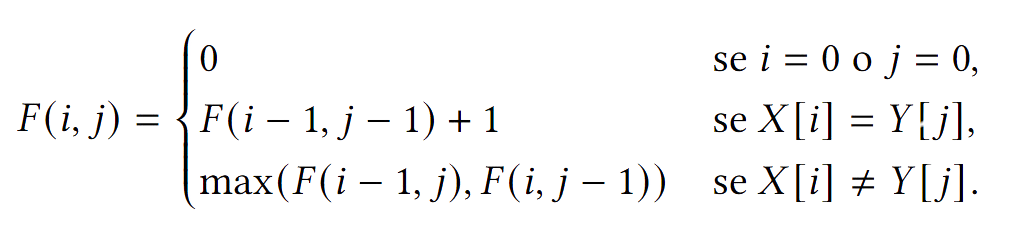 0 se i = 0 o j = 0,
F(i, j) = { F(i − 1, j − 1) + 1 se X[i] = Y[j],
max(F(i − 1, j), F(i, j − 1)) se X[i] ≠ Y[j].